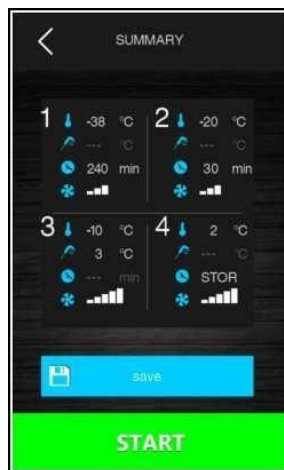 SUMMARY
1 -38 °C 2 -20 °C
--- °C --- °C
240 min 30 min
3 -10 °C 4 2 °C
3 °C --- °C
--- min STOR
save
START